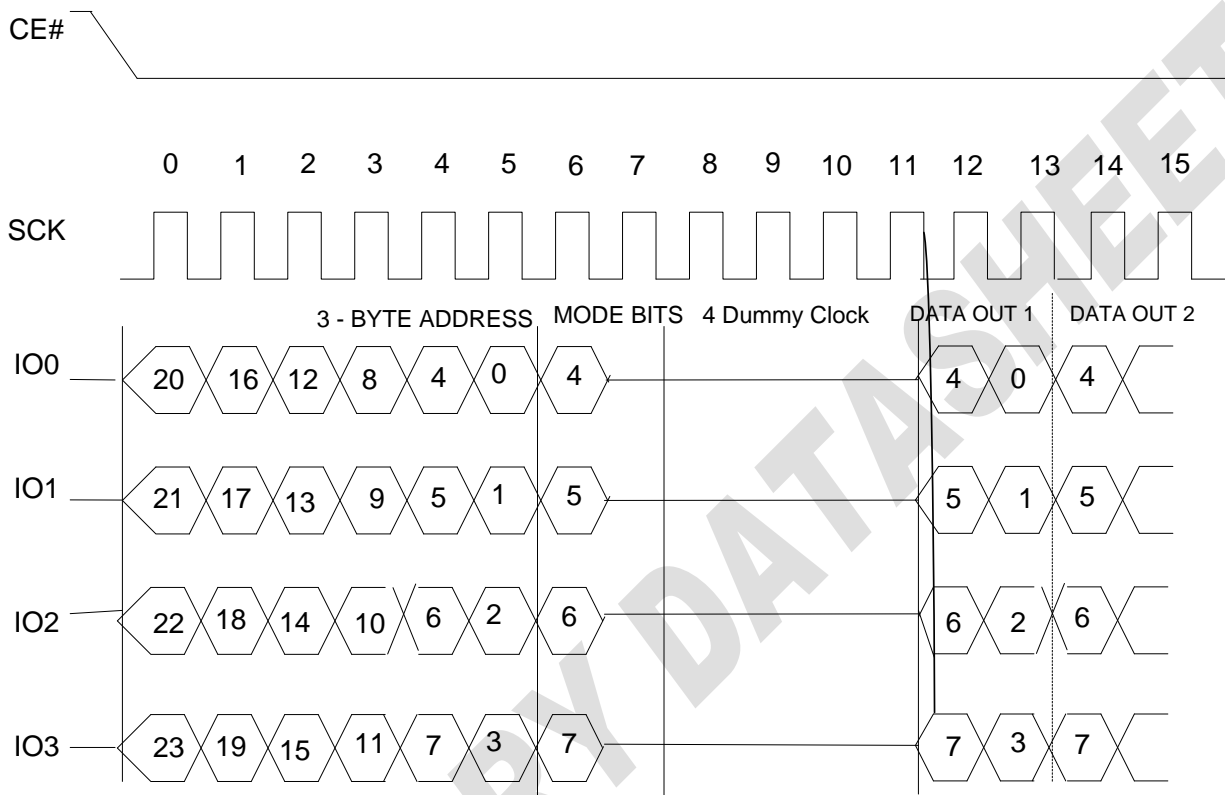 CE#
0 1 2 3 4 5 6 7 8 9 10 11 12 13 14 15
SCK
3 - BYTE ADDRESS MODE BITS 4 Dummy Clock DATA OUT 1 DATA OUT 2
IO0 20 16 12 8 4 0 4 4 0 4
IO1 21 17 13 9 5 1 5 5 1 5
IO2 22 18 14 10 6 2 6 6 2 6
IO3 23 19 15 11 7 3 7 7 3 7
RY DATASHEET